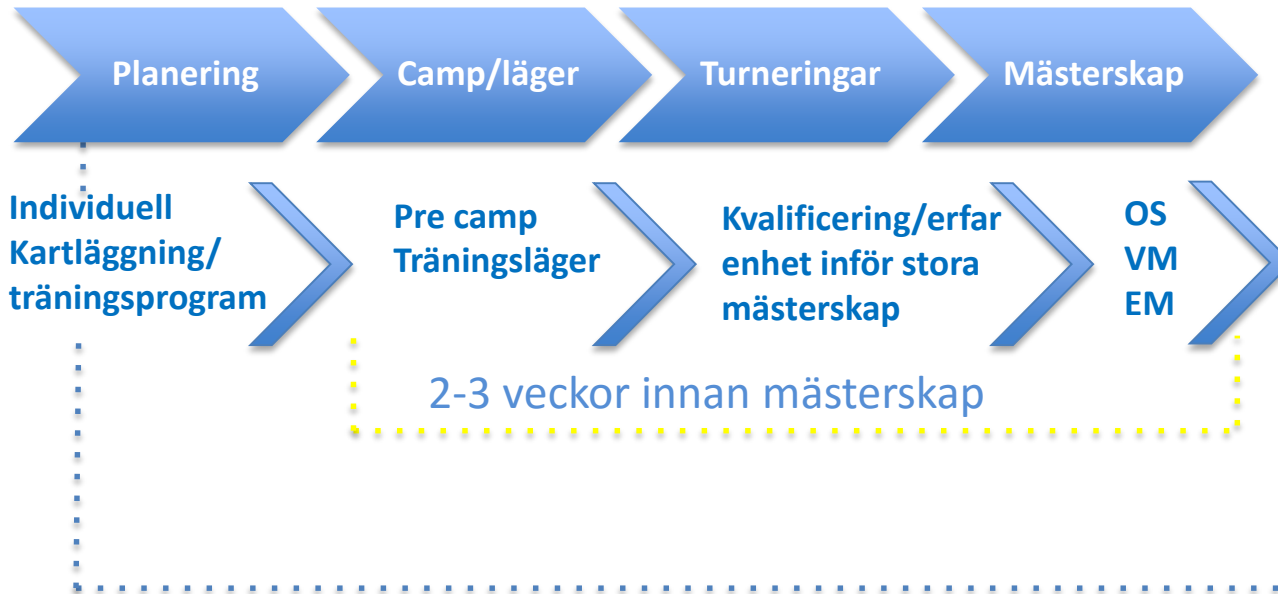 Planering
Camp/läger
Turneringar
Mästerskap
Individuell
Kartläggning/
träningsprogram
Pre camp
Träningsläger
Kvalificering/erfar
enhet inför stora
mästerskap
OS
VM
EM
2-3 veckor innan mästerskap